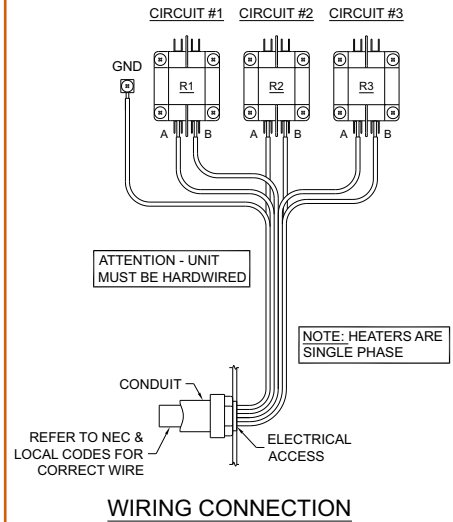 CIRCUIT #1 CIRCUIT #2 CIRCUIT #3
GND
R1 R2 R3
A B A B A B
ATTENTION - UNIT
MUST BE HARDWIRED
NOTE: HEATERS ARE
SINGLE PHASE
CONDUIT
REFER TO NEC &
LOCAL CODES FOR
CORRECT WIRE
ELECTRICAL
ACCESS
WIRING CONNECTION